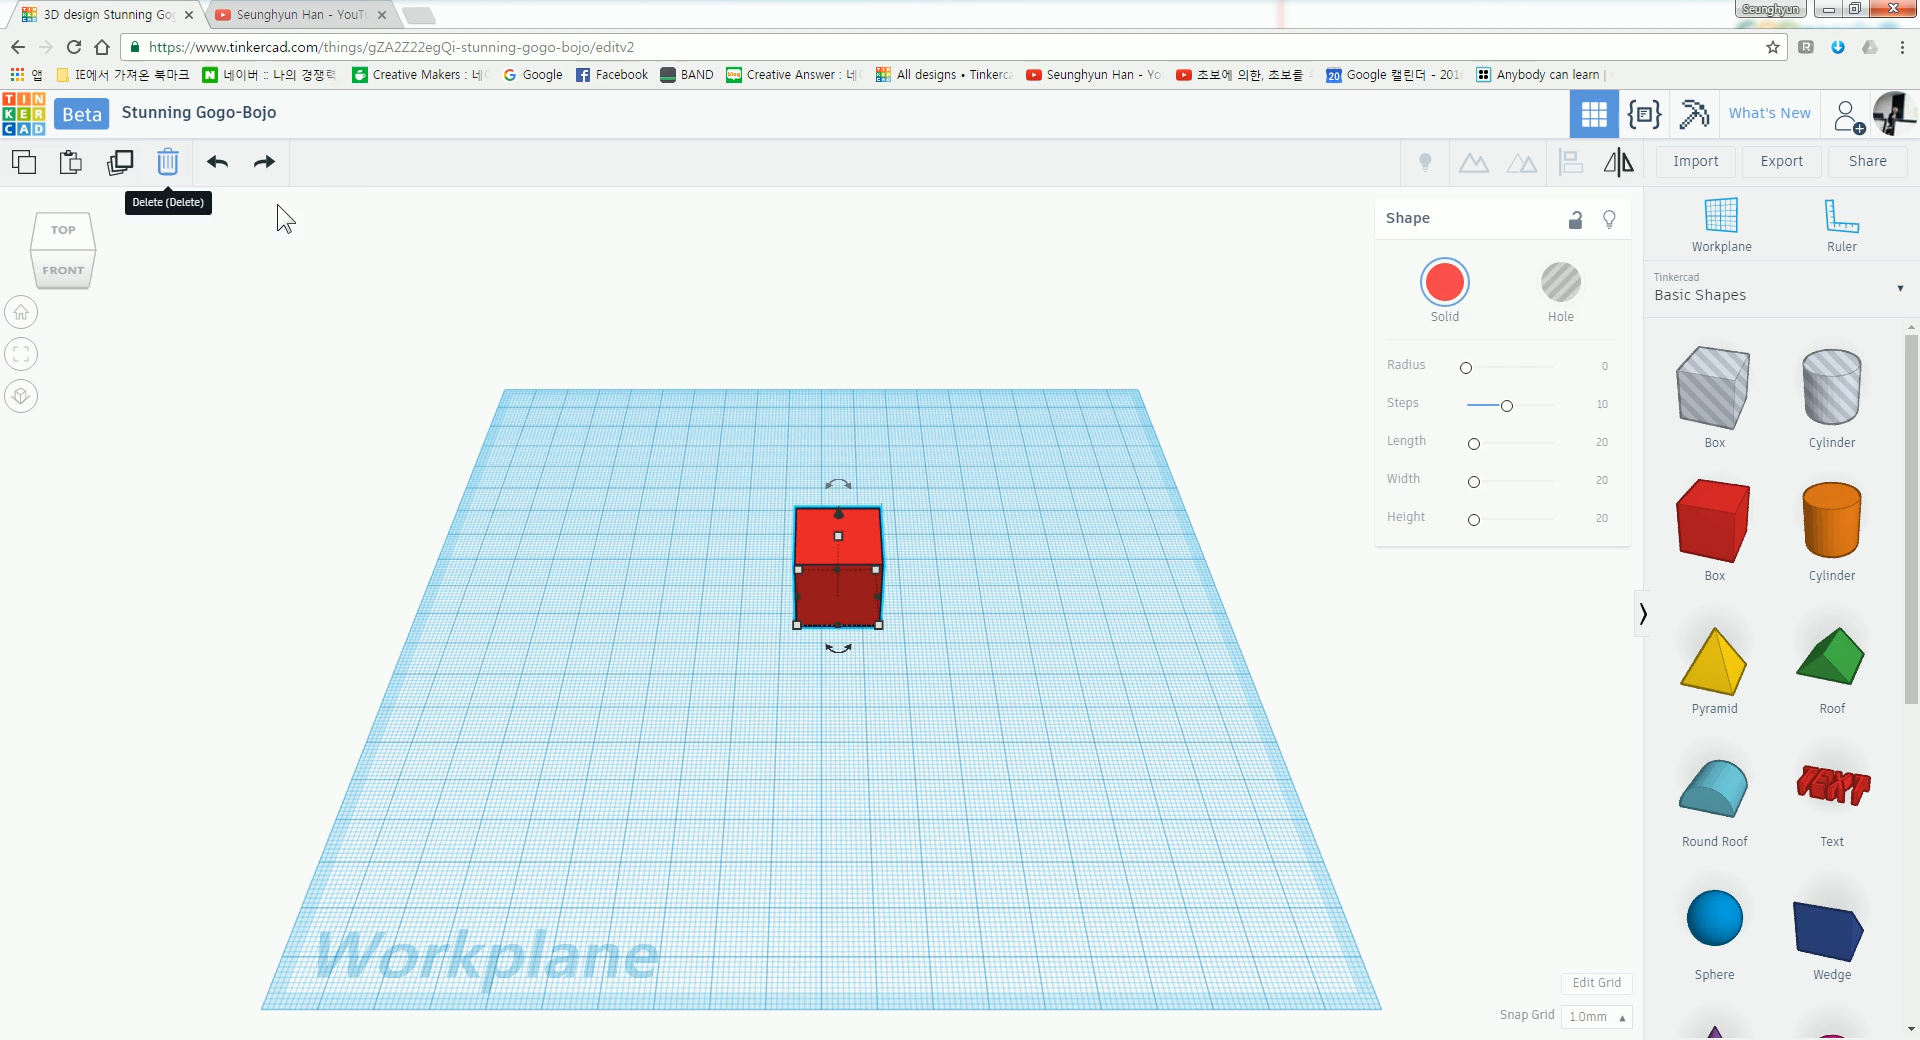 3D design Stunning Go
Seunghyun Han - YouT
Seunghyun
https://www.tinkercad.com/things/gZA2Z22egQi-stunning-gogo-bojo/editv2
앱
IE에서 가져온 북마크
네이버 :: 나의 경쟁력
Creative Makers : 네
Google
Facebook
BAND
Creative Answer : 네
All designs • Tinkerc
Seunghyun Han - Yo
초보에 의한, 초보를
20 Google 캘린더 - 201
Anybody can learn |
TIN
KER
CAD
Beta
Stunning Gogo-Bojo
What's New
Import
Export
Share
Delete (Delete)
TOP
FRONT
Shape
Solid
Hole
Radius 0
Steps 10
Length 20
Width 20
Height 20
Workplane
Ruler
Tinkercad
Basic Shapes
Box
Cylinder
Box
Cylinder
Pyramid
Roof
Round Roof
TEXT
Text
Sphere
Wedge
Workplane
Edit Grid
Snap Grid 1.0mm